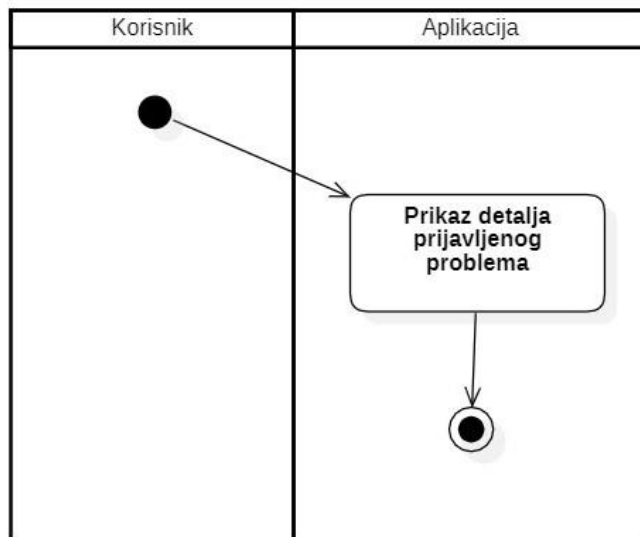 Korisnik
Aplikacija
Prikaz detalja
prijavljenog
problema